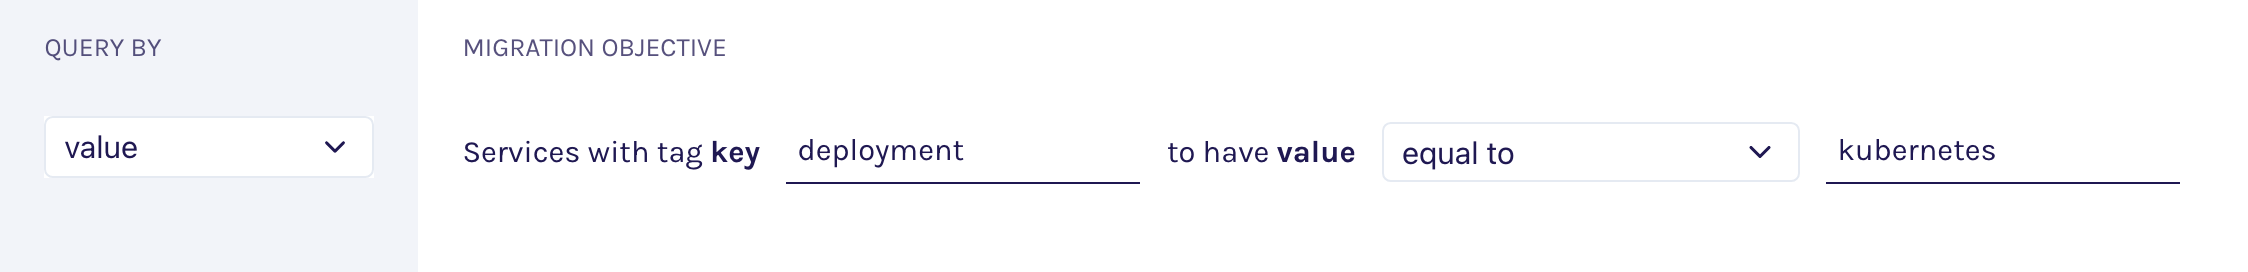 QUERY BY
value
MIGRATION OBJECTIVE
Services with tag key deployment to have value equal to kubernetes